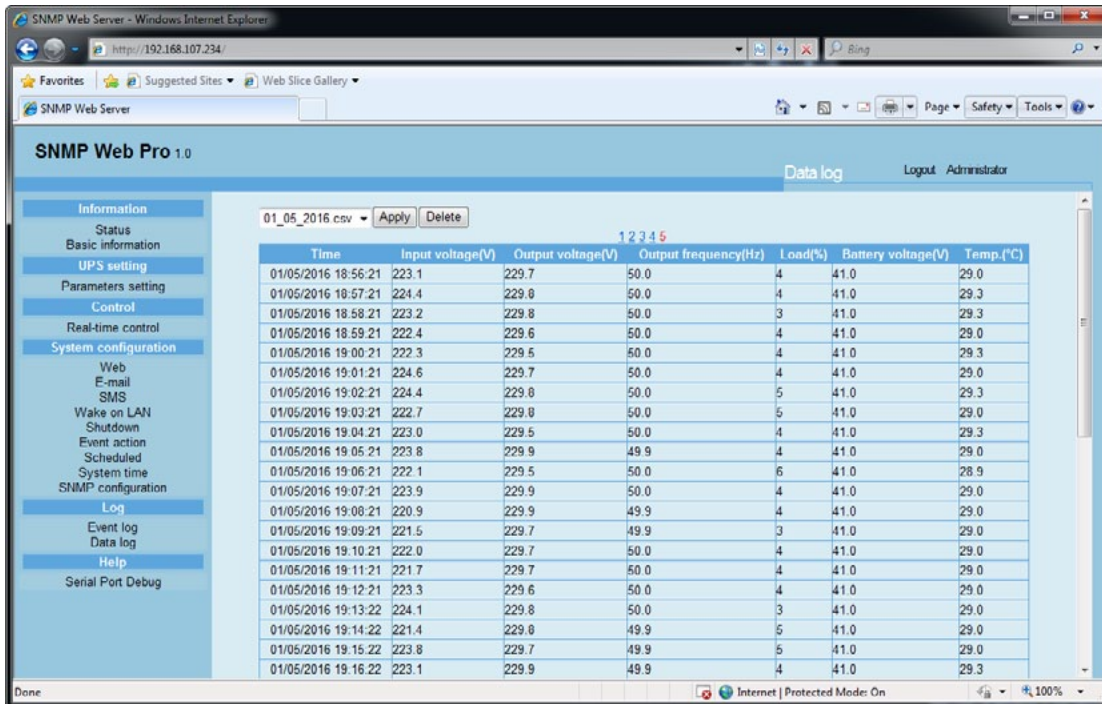 SNMP Web Server - Windows Internet Explorer
http://192.168.107.234/
Bing
Favorites
Suggested Sites
Web Slice Gallery
SNMP Web Server
Page Safety Tools
SNMP Web Pro 1.0
Data log
Logout Administrator
Information
Status
Basic information
UPS setting
Parameters setting
Control
Real-time control
System configuration
Web
E-mail
SMS
Wake on LAN
Shutdown
Event action
Scheduled
System time
SNMP configuration
Log
Event log
Data log
Help
Serial Port Debug
01_05_2016.csv Apply Delete
1 2 3 4 5
Time Input voltage(V) Output voltage(V) Output frequency(Hz) Load(%) Battery voltage(V) Temp.(°C)
01/05/2016 18:56:21 223.1 229.7 50.0 4 41.0 29.0
01/05/2016 18:57:21 224.4 229.8 50.0 4 41.0 29.3
01/05/2016 18:58:21 223.2 229.8 50.0 3 41.0 29.3
01/05/2016 18:59:21 222.4 229.6 50.0 4 41.0 29.0
01/05/2016 19:00:21 222.3 229.5 50.0 4 41.0 29.3
01/05/2016 19:01:21 224.6 229.7 50.0 4 41.0 29.0
01/05/2016 19:02:21 224.4 229.8 50.0 5 41.0 29.3
01/05/2016 19:03:21 222.7 229.8 50.0 5 41.0 29.0
01/05/2016 19:04:21 223.0 229.5 50.0 4 41.0 29.3
01/05/2016 19:05:21 223.8 229.9 49.9 4 41.0 29.0
01/05/2016 19:06:21 222.1 229.5 50.0 6 41.0 28.9
01/05/2016 19:07:21 223.9 229.9 50.0 4 41.0 29.0
01/05/2016 19:08:21 220.9 229.9 49.9 4 41.0 29.0
01/05/2016 19:09:21 221.5 229.7 49.9 3 41.0 29.0
01/05/2016 19:10:21 222.0 229.7 50.0 4 41.0 29.0
01/05/2016 19:11:21 221.7 229.7 50.0 4 41.0 29.0
01/05/2016 19:12:21 223.3 229.6 50.0 4 41.0 29.0
01/05/2016 19:13:22 224.1 229.8 50.0 3 41.0 29.0
01/05/2016 19:14:22 221.4 229.8 49.9 5 41.0 29.0
01/05/2016 19:15:22 223.8 229.7 49.9 5 41.0 29.0
01/05/2016 19:16:22 223.1 229.9 49.9 4 41.0 29.3
Done
Internet | Protected Mode: On
100%